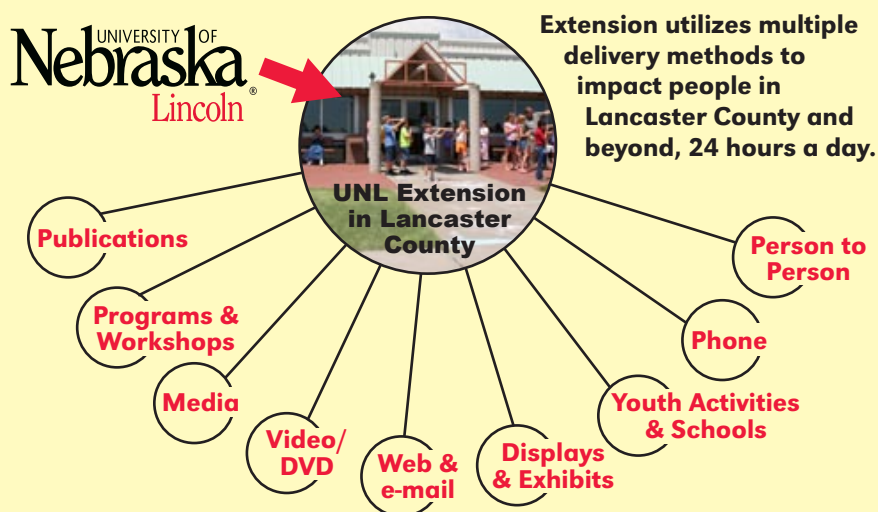 UNIVERSITY OF
Nebraska
Lincoln®
Extension utilizes multiple
delivery methods to
impact people in
Lancaster County and
beyond, 24 hours a day.
UNL Extension
in Lancaster
County
Publications
Programs &
Workshops
Media
Video/
DVD
Web &
e-mail
Displays
& Exhibits
Youth Activities
& Schools
Phone
Person to
Person